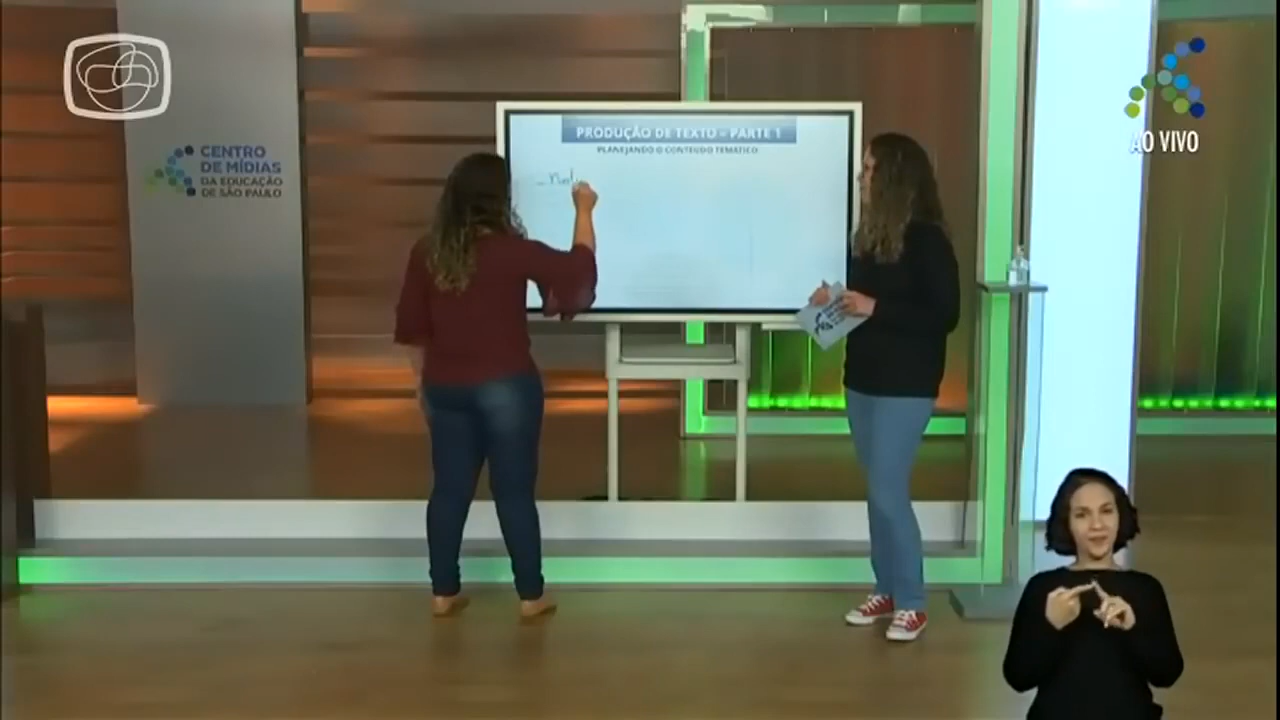 CENTRO
DE MÍDIAS
DA EDUCAÇÃO
DE SÃO PAULO
PRODUÇÃO DE TEXTO – PARTE 1
PLANEJANDO O CONTEÚDO TEMÁTICO
AO VIVO